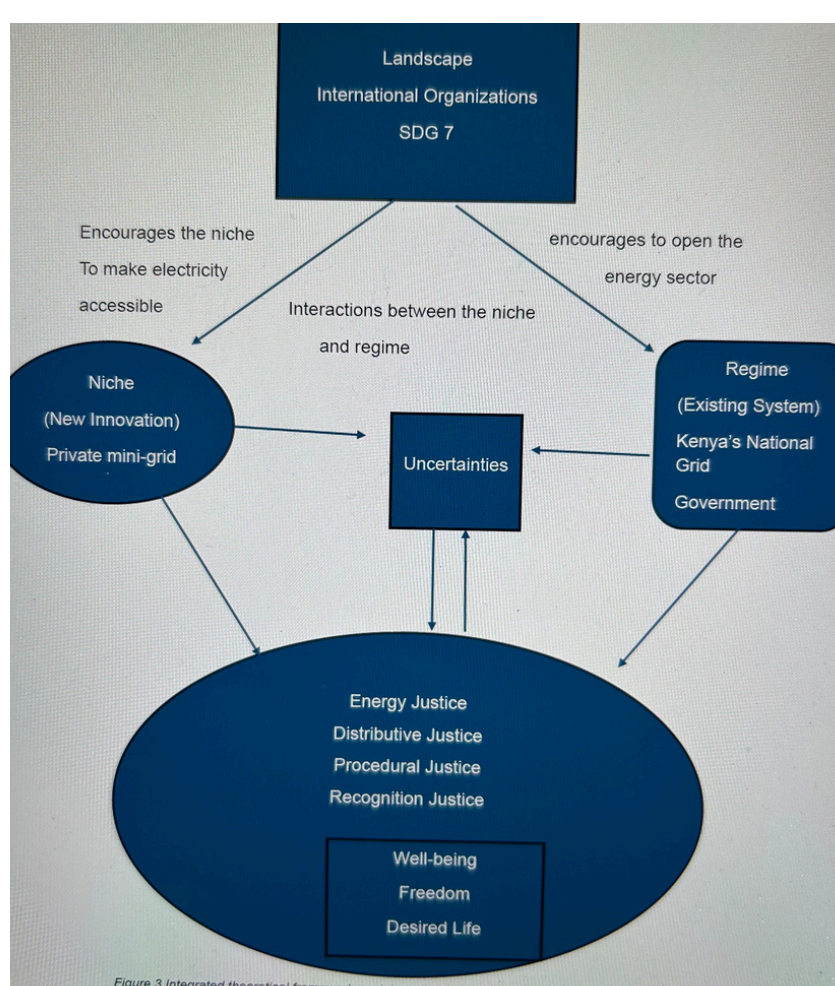 Landscape
International Organizations
SDG 7
Encourages the niche
To make electricity
accessible
encourages to open the
energy sector
Interactions between the niche
and regime
Niche
(New Innovation)
Private mini-grid
Uncertainties
Regime
(Existing System)
Kenya's National
Grid
Government
Energy Justice
Distributive Justice
Procedural Justice
Recognition Justice
Well-being
Freedom
Desired Life
Figure 3 Integrated theoretical